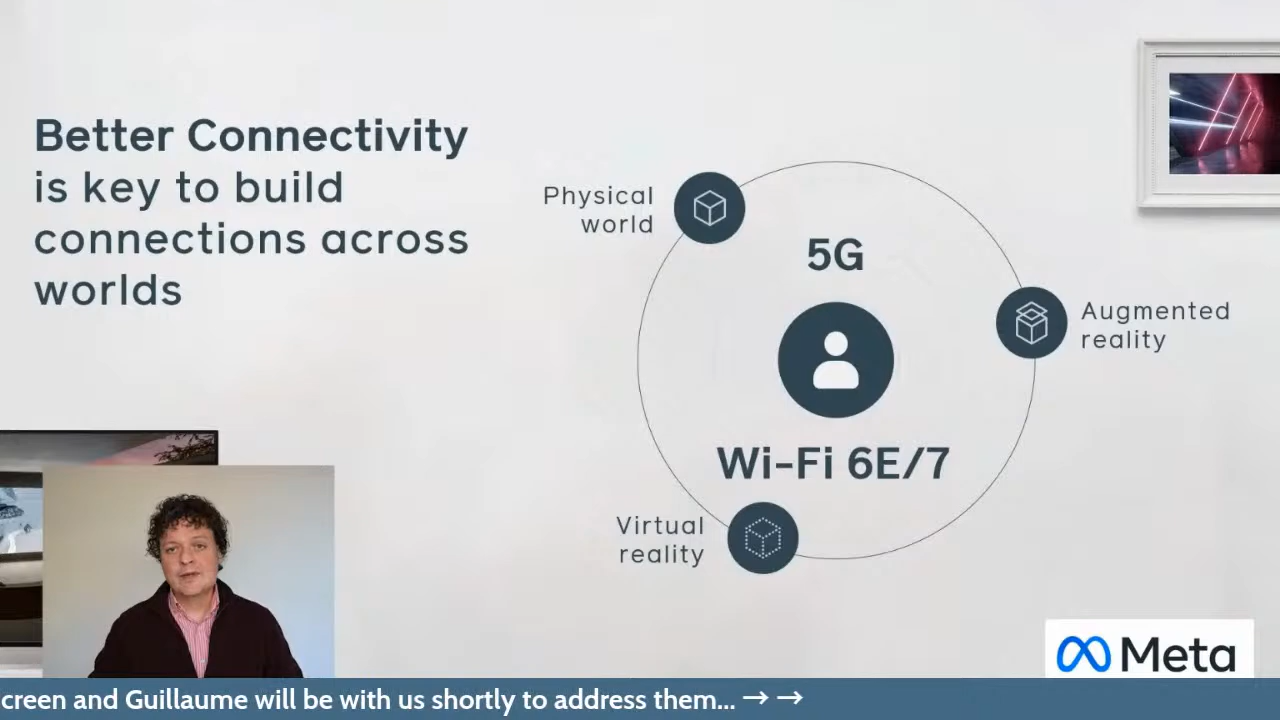 Better Connectivity
is key to build
connections across
worlds
Physical
world
5G
Augmented
reality
Wi-Fi 6E/7
Virtual
reality
Meta
creen and Guillaume will be with us shortly to address them... → →